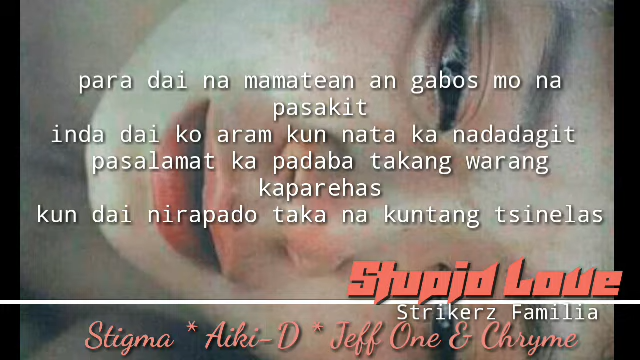 para dai na mamatean an gabos mo na
pasakit
inda dai ko aram kun nata ka nadadagit
pasalamat ka padaba takang warang
kaparehas
kun dai nirapado taka na kuntang tsinelas
Stupid Love
Strikerz Familia
Stigma * Aiki-D * Jeff One & Chryme